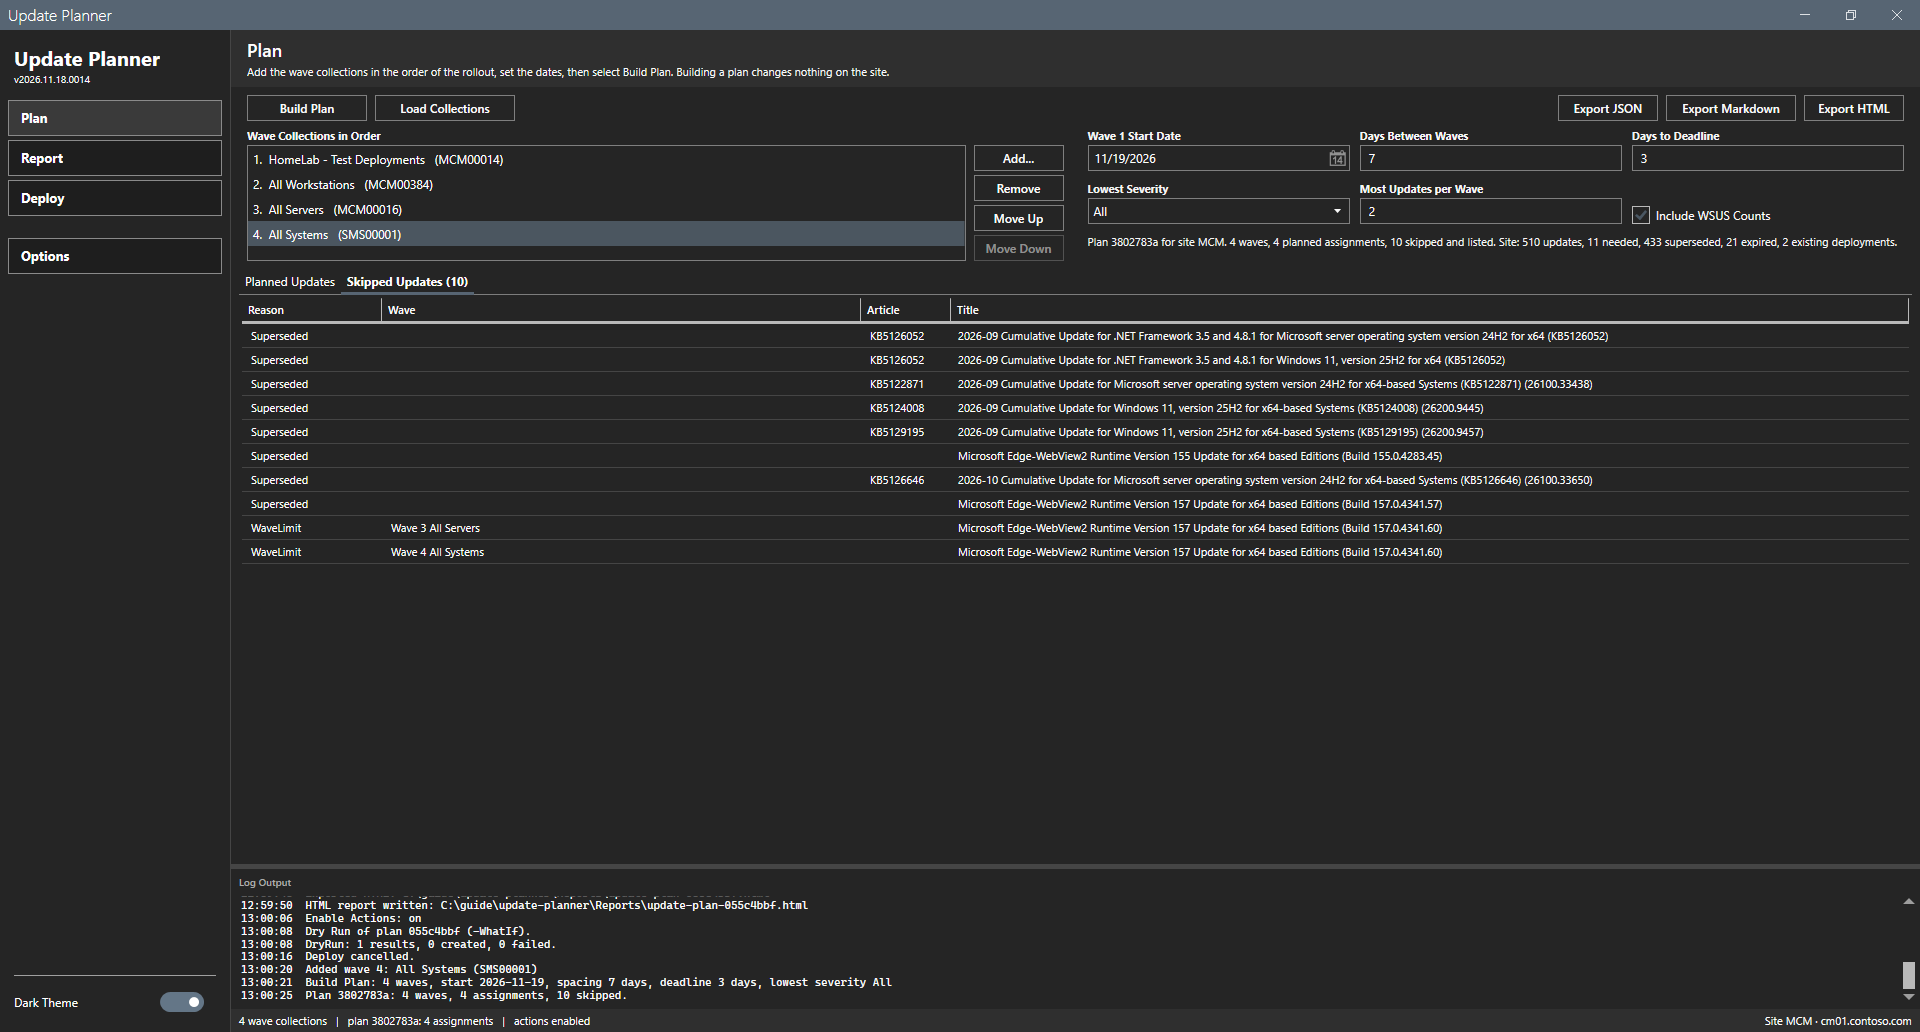 Update Planner
Update Planner
v2026.11.18.0014
Plan
Report
Deploy
Options
Dark Theme
Plan
Add the wave collections in the order of the rollout, set the dates, then select Build Plan. Building a plan changes nothing on the site.
Build Plan
Load Collections
Export JSON
Export Markdown
Export HTML
Wave Collections in Order
1. HomeLab - Test Deployments (MCM00014)
2. All Workstations (MCM00384)
3. All Servers (MCM00016)
4. All Systems (SMS00001)
Add...
Remove
Move Up
Move Down
Wave 1 Start Date
11/19/2026
14
Days Between Waves
7
Days to Deadline
3
Lowest Severity
All
Most Updates per Wave
2
Include WSUS Counts
Plan 3802783a for site MCM. 4 waves, 4 planned assignments, 10 skipped and listed. Site: 510 updates, 11 needed, 433 superseded, 21 expired, 2 existing deployments.
Planned Updates
Skipped Updates (10)
Reason Wave Article Title
Superseded KB5126052 2026-09 Cumulative Update for .NET Framework 3.5 and 4.8.1 for Microsoft server operating system version 24H2 for x64 (KB5126052)
Superseded KB5126052 2026-09 Cumulative Update for .NET Framework 3.5 and 4.8.1 for Windows 11, version 25H2 for x64 (KB5126052)
Superseded KB5122871 2026-09 Cumulative Update for Microsoft server operating system version 24H2 for x64-based Systems (KB5122871) (26100.33438)
Superseded KB5124008 2026-09 Cumulative Update for Windows 11, version 25H2 for x64-based Systems (KB5124008) (26200.9445)
Superseded KB5129195 2026-09 Cumulative Update for Windows 11, version 25H2 for x64-based Systems (KB5129195) (26200.9457)
Superseded Microsoft Edge-WebView2 Runtime Version 155 Update for x64 based Editions (Build 155.0.4283.45)
Superseded KB5126646 2026-10 Cumulative Update for Microsoft server operating system version 24H2 for x64-based Systems (KB5126646) (26100.33650)
Superseded Microsoft Edge-WebView2 Runtime Version 157 Update for x64 based Editions (Build 157.0.4341.57)
WaveLimit Wave 3 All Servers Microsoft Edge-WebView2 Runtime Version 157 Update for x64 based Editions (Build 157.0.4341.60)
WaveLimit Wave 4 All Systems Microsoft Edge-WebView2 Runtime Version 157 Update for x64 based Editions (Build 157.0.4341.60)
Log Output
12:59:50 HTML report written: C:\guide\update-planner\Reports\update-plan-055c4bbf.html
13:00:06 Enable Actions: on
13:00:08 Dry Run of plan 055c4bbf (-WhatIf).
13:00:08 DryRun: 1 results, 0 created, 0 failed.
13:00:16 Deploy cancelled.
13:00:20 Added wave 4: All Systems (SMS00001)
13:00:21 Build Plan: 4 waves, start 2026-11-19, spacing 7 days, deadline 3 days, lowest severity All
13:00:25 Plan 3802783a: 4 waves, 4 assignments, 10 skipped.
4 wave collections | plan 3802783a: 4 assignments | actions enabled
Site MCM · cm01.contoso.com